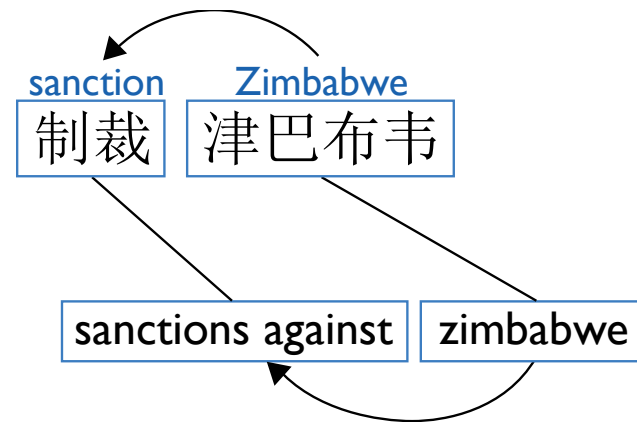 sanction Zimbabwe
制裁 津巴布韦
sanctions against zimbabwe